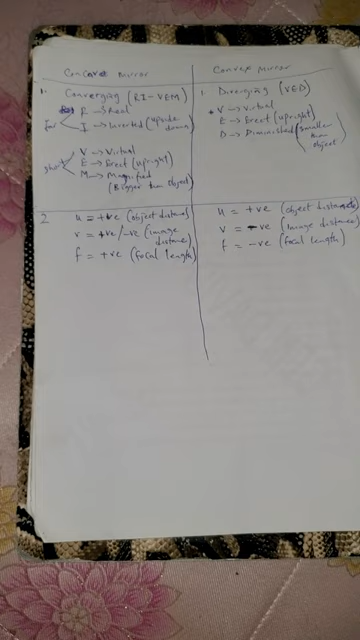 Concave Mirror
1. Converging (RI - VEM)
far
R → Real
I → Inverted (upside down)
short
V → Virtual
E → Erect (upright)
M → Magnified
(Bigger than object)
2 u = +ve (object distance)
v = +ve/-ve (image distance)
f = +ve (focal length)
Convex Mirror
1. Diverging (VED)
V → Virtual
E → Erect (upright)
D → Diminished (smaller than object)
u = +ve (object distance)
v = -ve (image distance)
f = -ve (focal length)